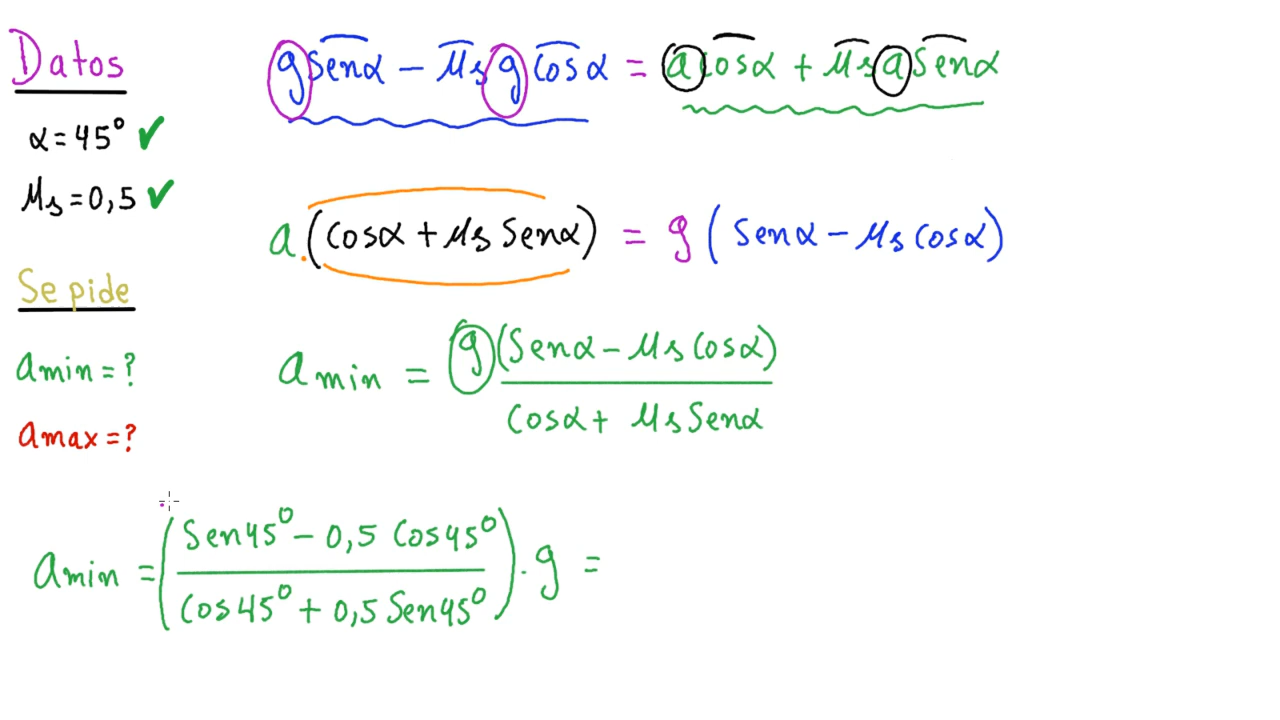 Datos
α = 45° ✓
μs = 0,5 ✓
Se pide
amin = ?
amax = ?
g Senα − μs g Cosα = a Cosα + μs a Senα
a.(Cosα + μs Senα) = g (Senα − μs Cosα)
amin = g (Senα − μs Cosα)
Cosα + μs Senα
amin = (Sen45° − 0,5 Cos45°
Cos45° + 0,5 Sen45°) . g =